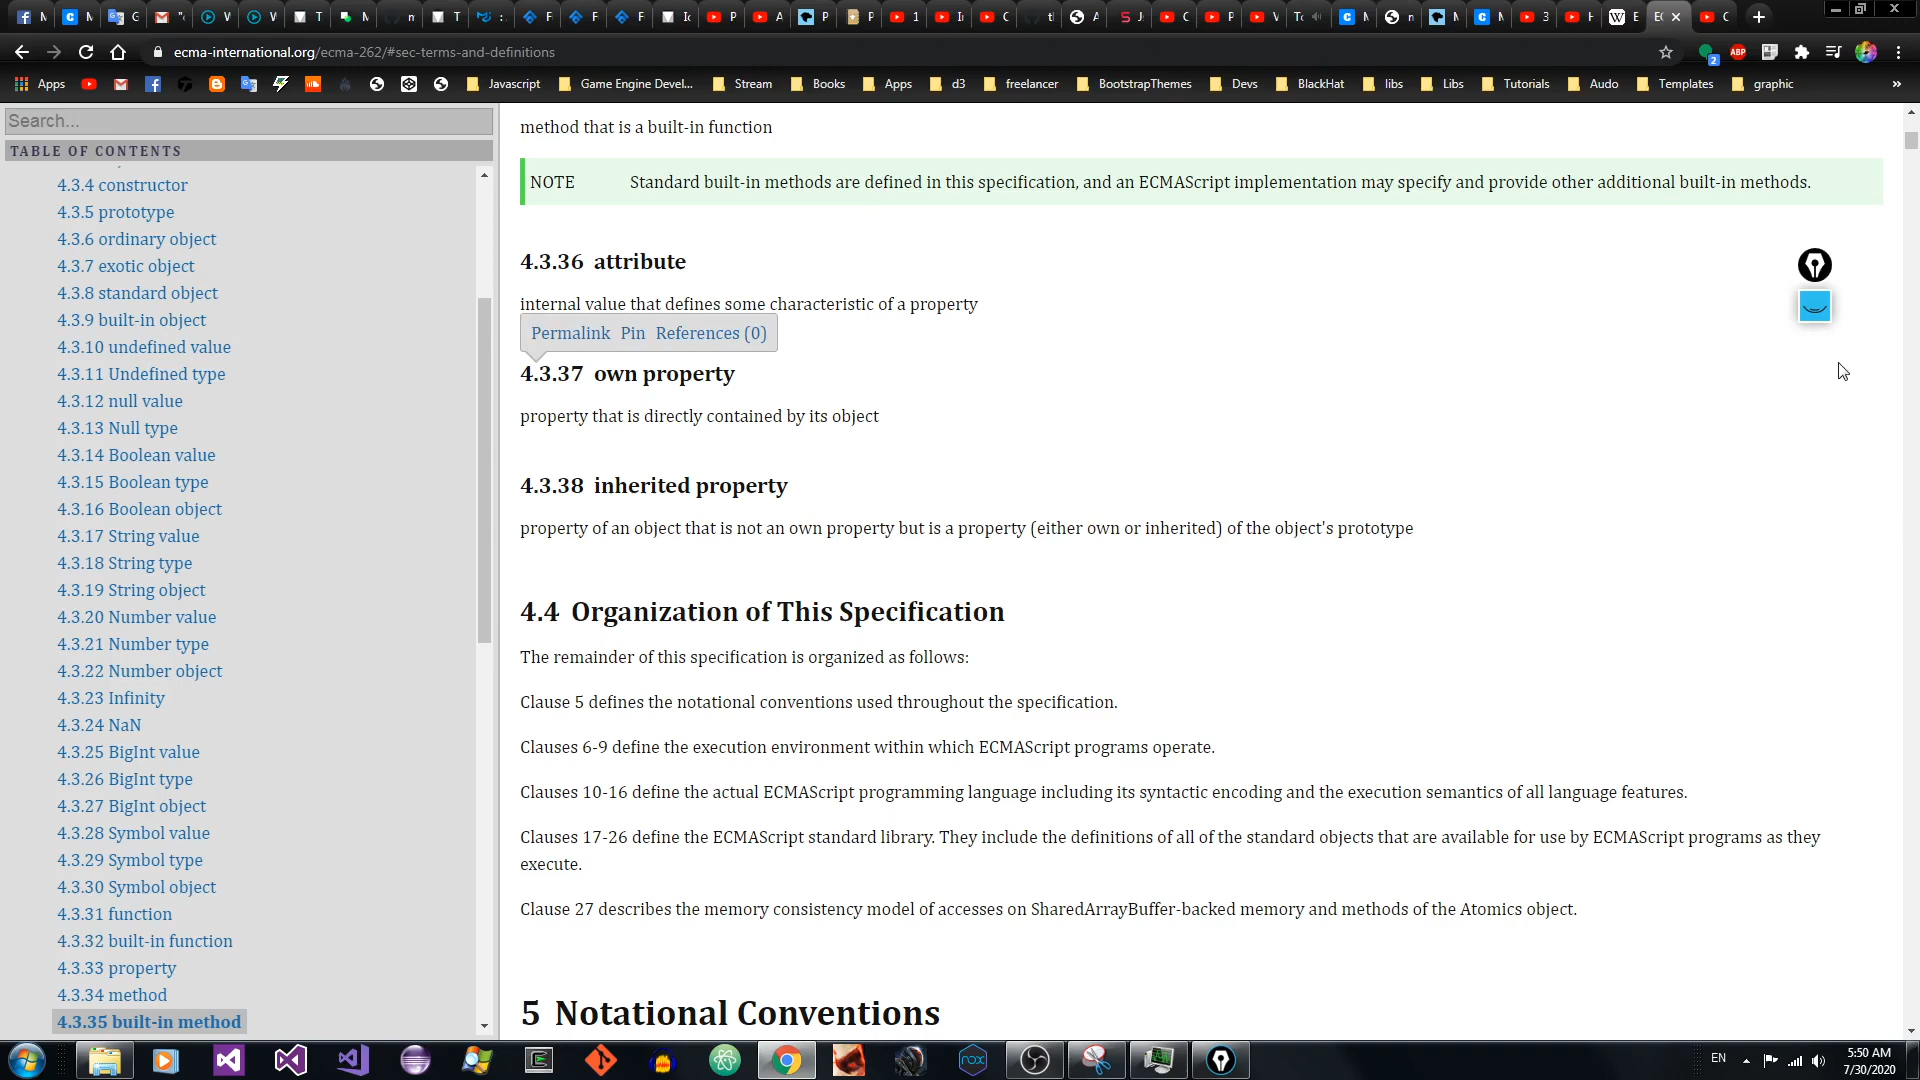 ecma-international.org/ecma-262/#sec-terms-and-definitions
2
ABP
Apps
Javascript
Game Engine Devel...
Stream
Books
Apps
d3
freelancer
BootstrapThemes
Devs
BlackHat
libs
Libs
Tutorials
Audo
Templates
graphic
»
Search...
TABLE OF CONTENTS
4.3.4 constructor
4.3.5 prototype
4.3.6 ordinary object
4.3.7 exotic object
4.3.8 standard object
4.3.9 built-in object
4.3.10 undefined value
4.3.11 Undefined type
4.3.12 null value
4.3.13 Null type
4.3.14 Boolean value
4.3.15 Boolean type
4.3.16 Boolean object
4.3.17 String value
4.3.18 String type
4.3.19 String object
4.3.20 Number value
4.3.21 Number type
4.3.22 Number object
4.3.23 Infinity
4.3.24 NaN
4.3.25 BigInt value
4.3.26 BigInt type
4.3.27 BigInt object
4.3.28 Symbol value
4.3.29 Symbol type
4.3.30 Symbol object
4.3.31 function
4.3.32 built-in function
4.3.33 property
4.3.34 method
4.3.35 built-in method
method that is a built-in function
NOTE Standard built-in methods are defined in this specification, and an ECMAScript implementation may specify and provide other additional built-in methods.
4.3.36 attribute
internal value that defines some characteristic of a property
Permalink Pin References (0)
4.3.37 own property
property that is directly contained by its object
4.3.38 inherited property
property of an object that is not an own property but is a property (either own or inherited) of the object's prototype
4.4 Organization of This Specification
The remainder of this specification is organized as follows:
Clause 5 defines the notational conventions used throughout the specification.
Clauses 6-9 define the execution environment within which ECMAScript programs operate.
Clauses 10-16 define the actual ECMAScript programming language including its syntactic encoding and the execution semantics of all language features.
Clauses 17-26 define the ECMAScript standard library. They include the definitions of all of the standard objects that are available for use by ECMAScript programs as they
execute.
Clause 27 describes the memory consistency model of accesses on SharedArrayBuffer-backed memory and methods of the Atomics object.
5 Notational Conventions
EN
5:50 AM
7/30/2020